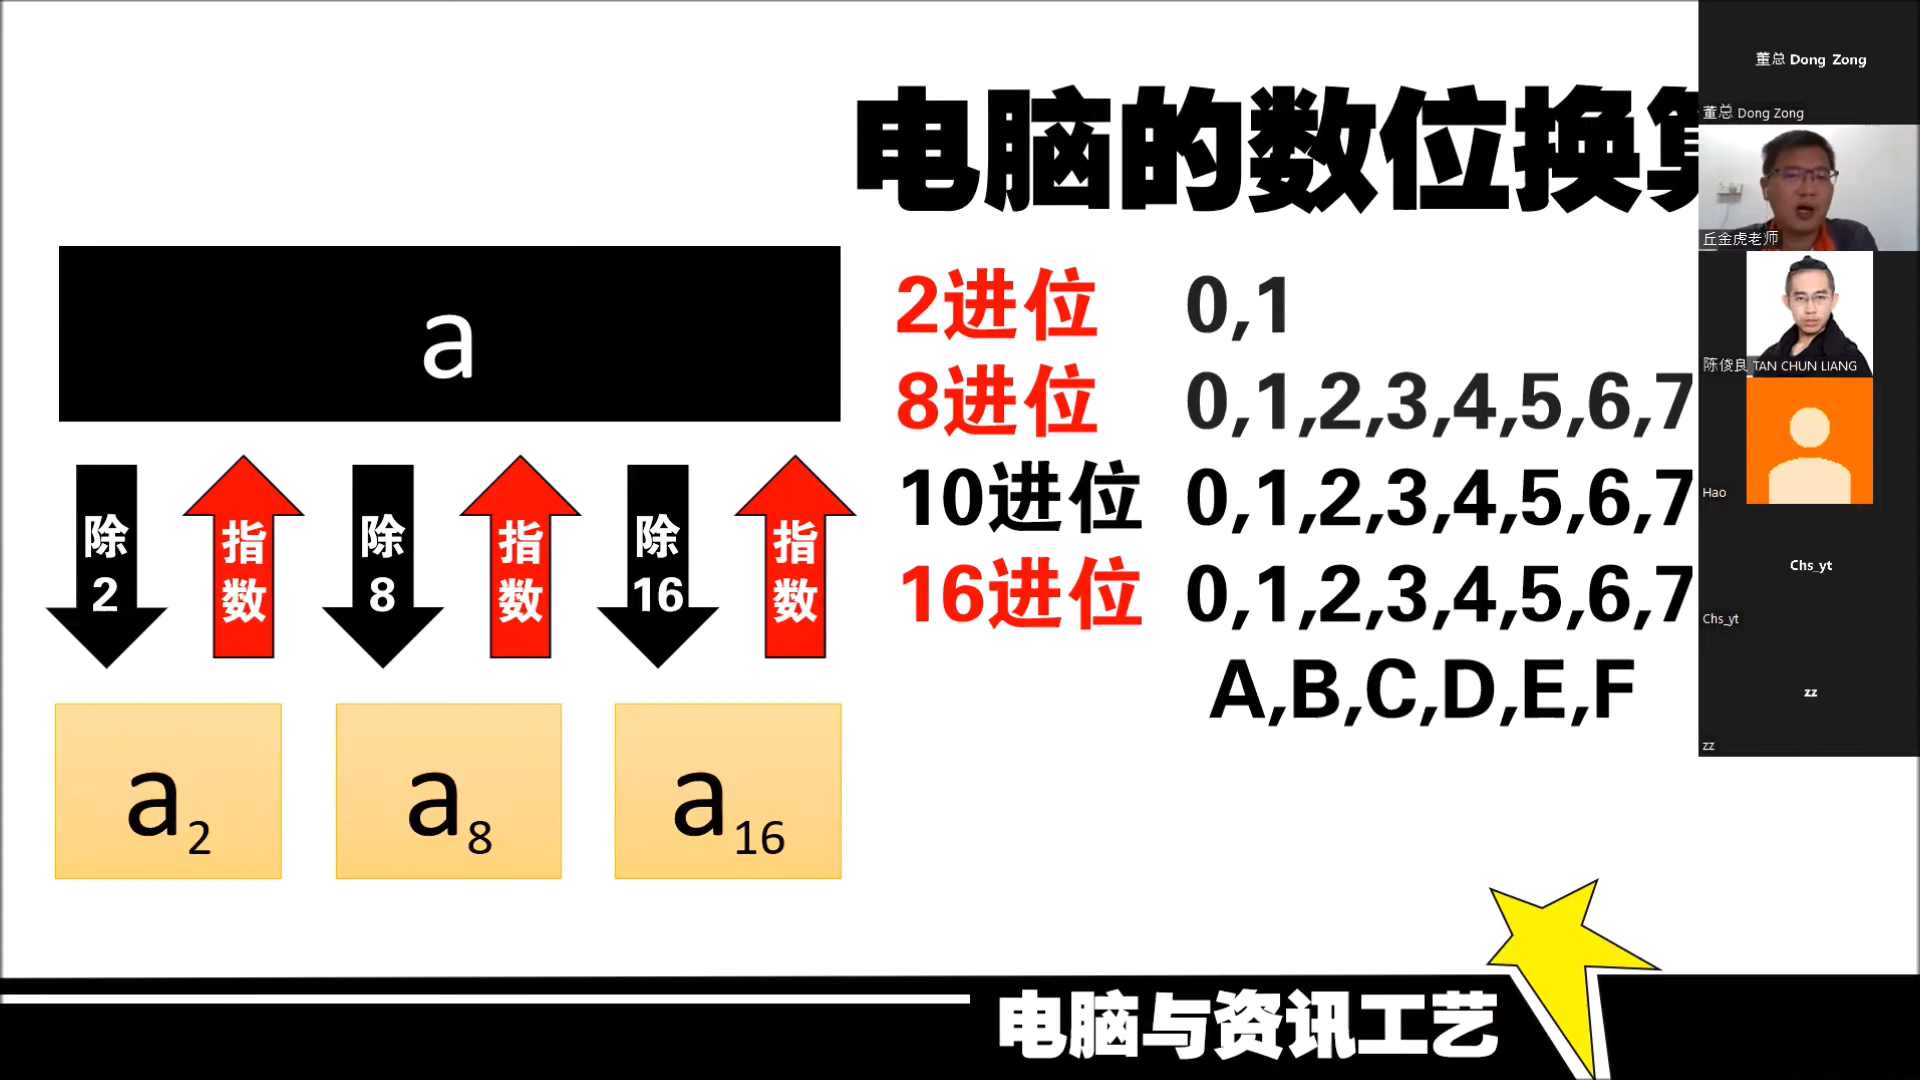 电脑的数位换算
a
2进位 0,1
8进位 0,1,2,3,4,5,6,7
10进位 0,1,2,3,4,5,6,7
16进位 0,1,2,3,4,5,6,7
A,B,C,D,E,F
除2
指数
除8
指数
除16
指数
a2
a8
a16
电脑与资讯工艺
董总 Dong Zong
董总 Dong Zong
丘金虎老师
陈俊良 TAN CHUN LIANG
Hao
Chs_yt
Chs_yt
zz
zz